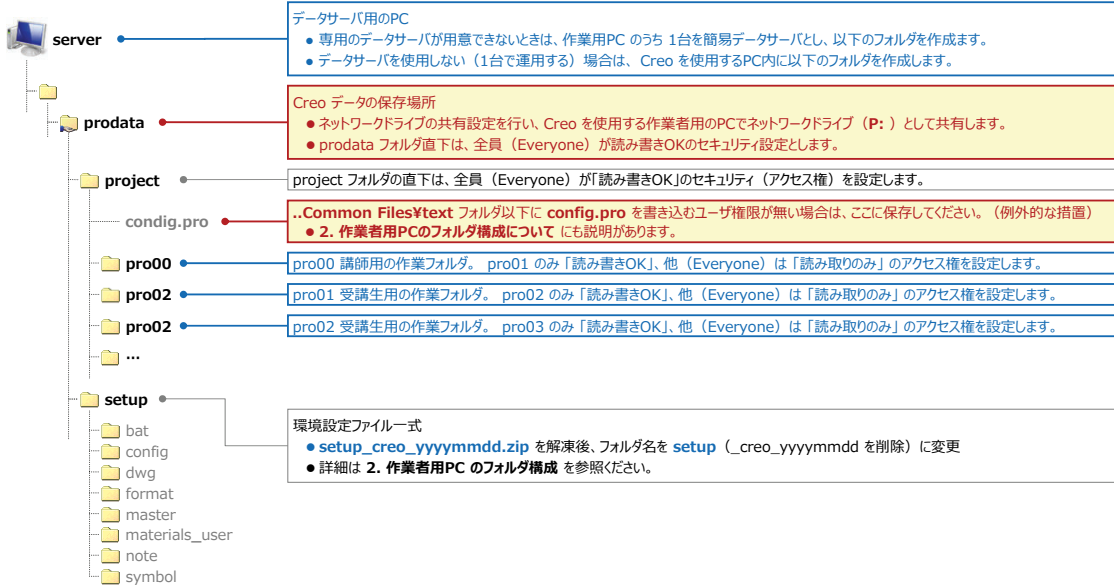 server
データサーバ用のPC
● 専用のデータサーバが用意できないときは、作業用PC のうち 1台を簡易データサーバとし、以下のフォルダを作成ます。
● データサーバを使用しない（1台で運用する）場合は、 Creo を使用するPC内に以下のフォルダを作成します。
prodata
Creo データの保存場所
● ネットワークドライブの共有設定を行い、Creo を使用する作業者用のPCでネットワークドライブ（P: ）として共有します。
● prodata フォルダ直下は、全員（Everyone）が読み書きOKのセキュリティ設定とします。
project
project フォルダの直下は、全員（Everyone）が「読み書きOK」のセキュリティ（アクセス権）を設定します。
condig.pro
..Common Files¥text フォルダ以下に config.pro を書き込むユーザ権限が無い場合は、ここに保存してください。（例外的な措置）
● 2. 作業者用PCのフォルダ構成について にも説明があります。
pro00
pro00 講師用の作業フォルダ。 pro01 のみ「読み書きOK」、他（Everyone）は「読み取りのみ」のアクセス権を設定します。
pro02
pro01 受講生用の作業フォルダ。 pro02 のみ「読み書きOK」、他（Everyone）は「読み取りのみ」のアクセス権を設定します。
pro02
pro02 受講生用の作業フォルダ。 pro03 のみ「読み書きOK」、他（Everyone）は「読み取りのみ」のアクセス権を設定します。
...
setup
環境設定ファイル一式
● setup_creo_yyyymmdd.zip を解凍後、フォルダ名を setup（_creo_yyyymmdd を削除）に変更
● 詳細は 2. 作業者用PC のフォルダ構成 を参照ください。
bat
config
dwg
format
master
materials_user
note
symbol